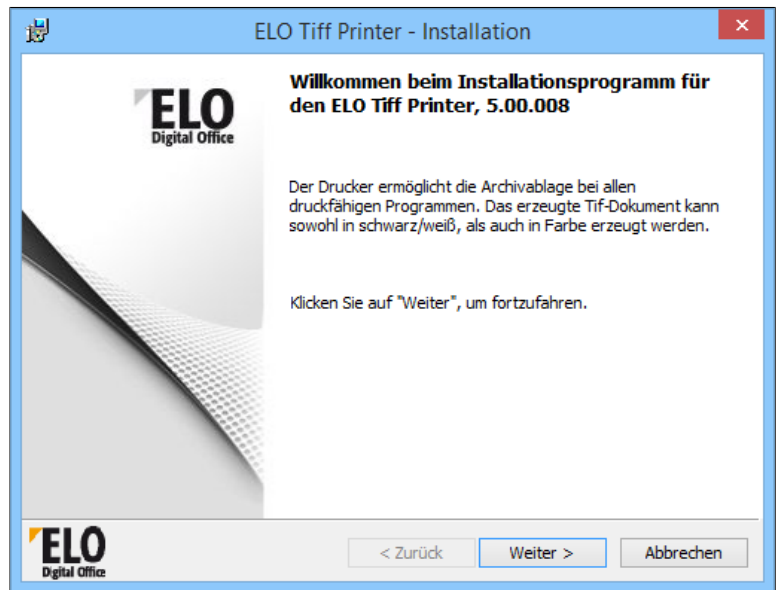 ELO Tiff Printer - Installation
ELO
Digital Office
Willkommen beim Installationsprogramm für
den ELO Tiff Printer, 5.00.008
Der Drucker ermöglicht die Archivablage bei allen
druckfähigen Programmen. Das erzeugte Tif-Dokument kann
sowohl in schwarz/weiß, als auch in Farbe erzeugt werden.
Klicken Sie auf "Weiter", um fortzufahren.
ELO
Digital Office
< Zurück
Weiter >
Abbrechen